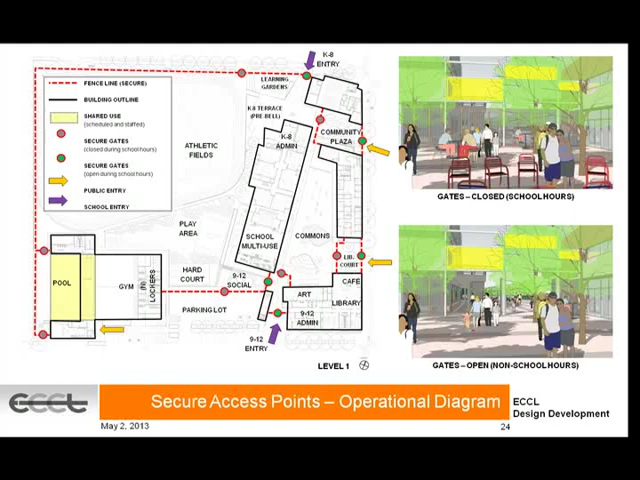 K-8
ENTRY
FENCE LINE (SECURE)
BUILDING OUTLINE
SHARED USE
(scheduled and staffed)
SECURE GATES
(closed during school hours)
SECURE GATES
(open during school hours)
PUBLIC ENTRY
SCHOOL ENTRY
LEARNING
GARDENS
K-8 TERRACE
(PRE.BELL)
K-8
ADMIN
COMMUNITY
PLAZA
ATHLETIC
FIELDS
PLAY
AREA
SCHOOL
MULTI-USE
COMMONS
LIB.
COURT
HARD
COURT
9-12
SOCIAL
CAFE
ART
LIBRARY
9-12
ADMIN
POOL
GYM
(N)
LOCKERS
PARKING LOT
9-12
ENTRY
LEVEL 1
GATES – CLOSED (SCHOOL HOURS)
GATES – OPEN (NON-SCHOOL HOURS)
ECCL
Secure Access Points – Operational Diagram
ECCL
Design Development
May 2, 2013
24